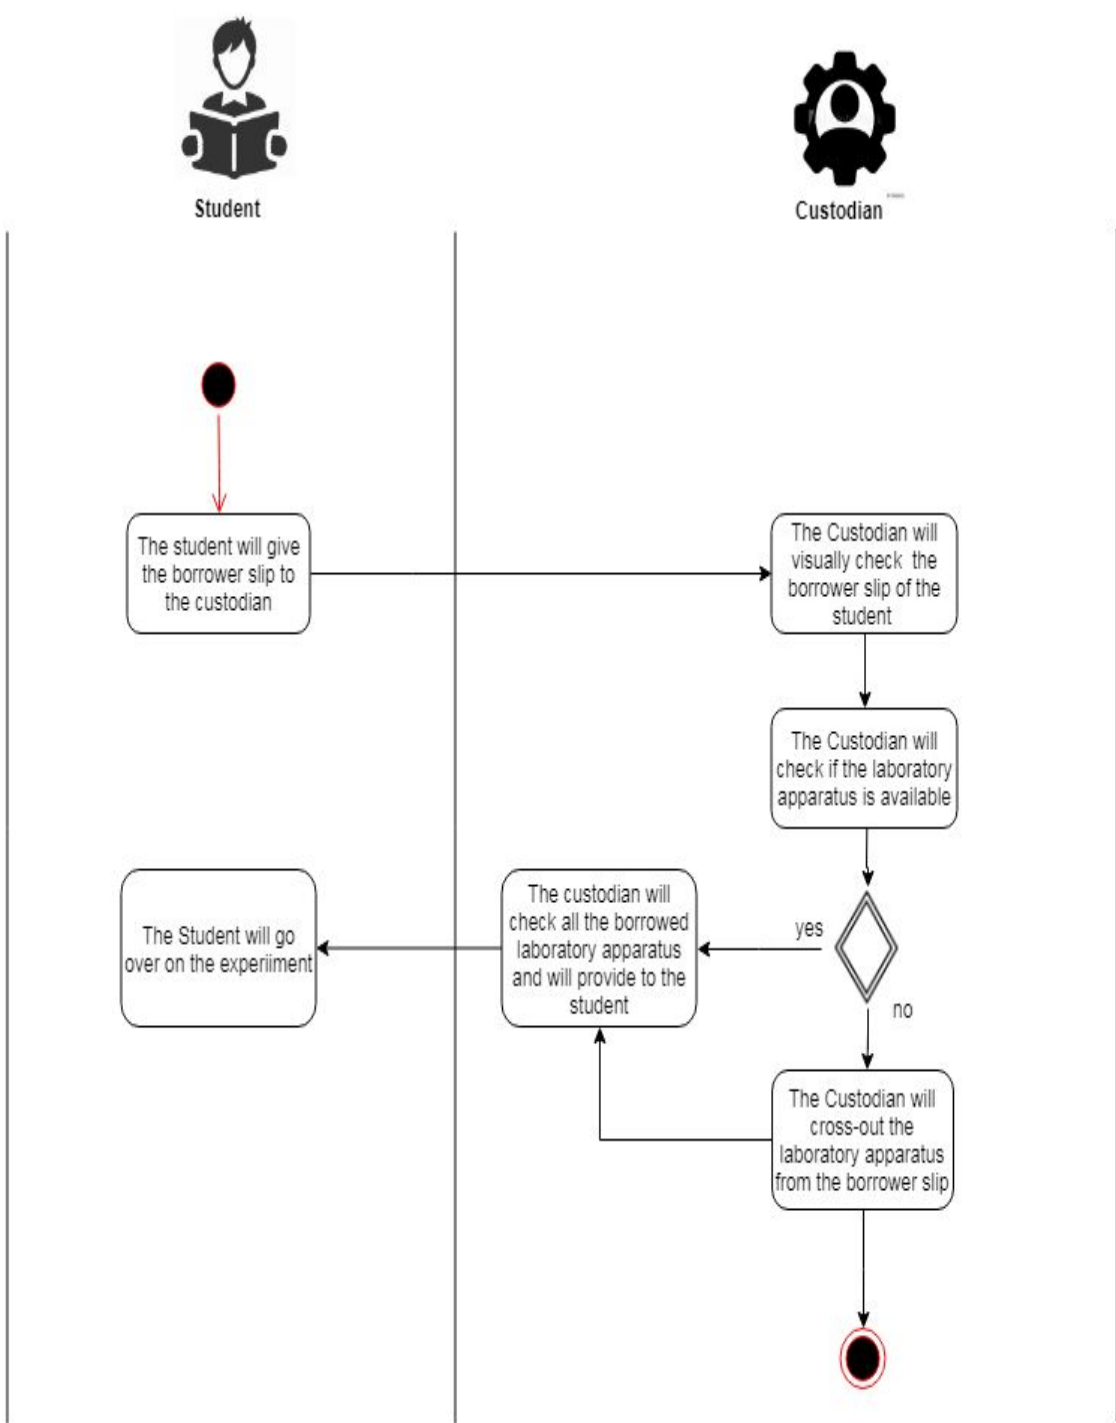 Student
Custodian
The student will give
the borrower slip to
the custodian
The Custodian will
visually check the
borrower slip of the
student
The Custodian will
check if the laboratory
apparatus is available
yes
no
The custodian will
check all the borrowed
laboratory apparatus
and will provide to the
student
The Student will go
over on the experiiment
The Custodian will
cross-out the
laboratory apparatus
from the borrower slip